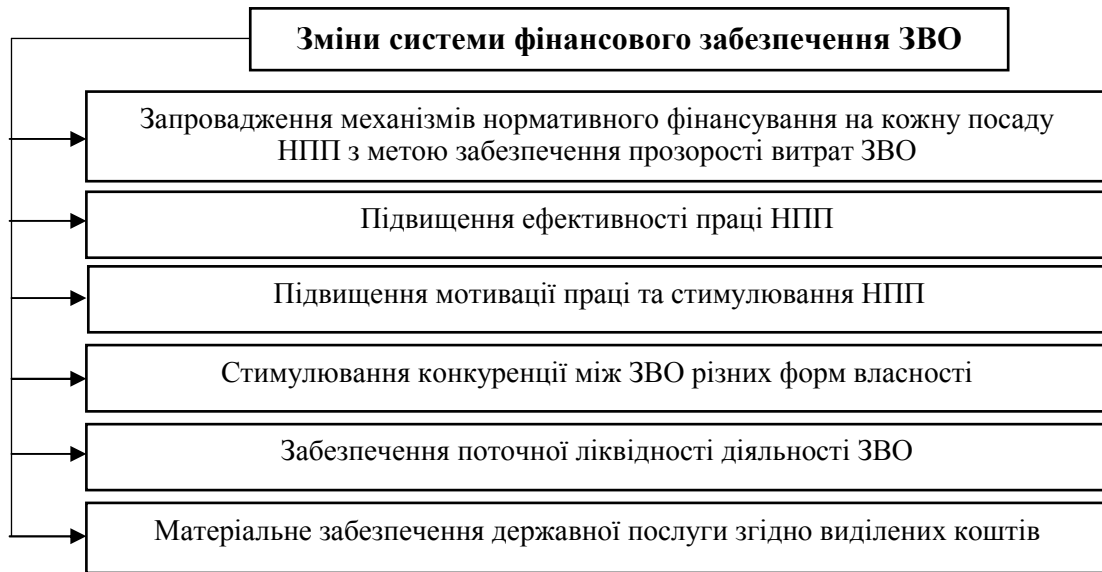 Зміни системи фінансового забезпечення ЗВО
Запровадження механізмів нормативного фінансування на кожну посаду
НПП з метою забезпечення прозорості витрат ЗВО
Підвищення ефективності праці НПП
Підвищення мотивації праці та стимулювання НПП
Стимулювання конкуренції між ЗВО різних форм власності
Забезпечення поточної ліквідності діяльності ЗВО
Матеріальне забезпечення державної послуги згідно виділених коштів